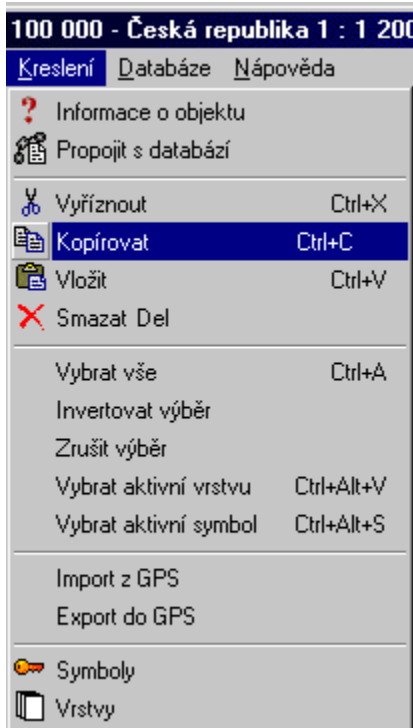 100 000 - Česká republika 1 : 1 200
Kreslení Databáze Nápověda
Informace o objektu
Propojit s databází
Vyříznout Ctrl+X
Kopírovat Ctrl+C
Vložit Ctrl+V
Smazat Del
Vybrat vše Ctrl+A
Invertovat výběr
Zrušit výběr
Vybrat aktivní vrstvu Ctrl+Alt+V
Vybrat aktivní symbol Ctrl+Alt+S
Import z GPS
Export do GPS
Symboly
Vrstvy